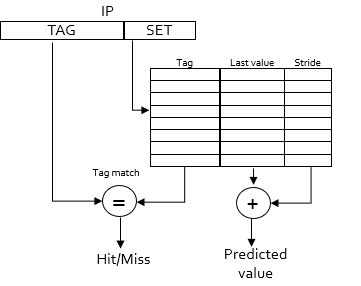 IP
TAG SET
Tag Last value Stride
Tag match
= +
Hit/Miss
Predicted
value